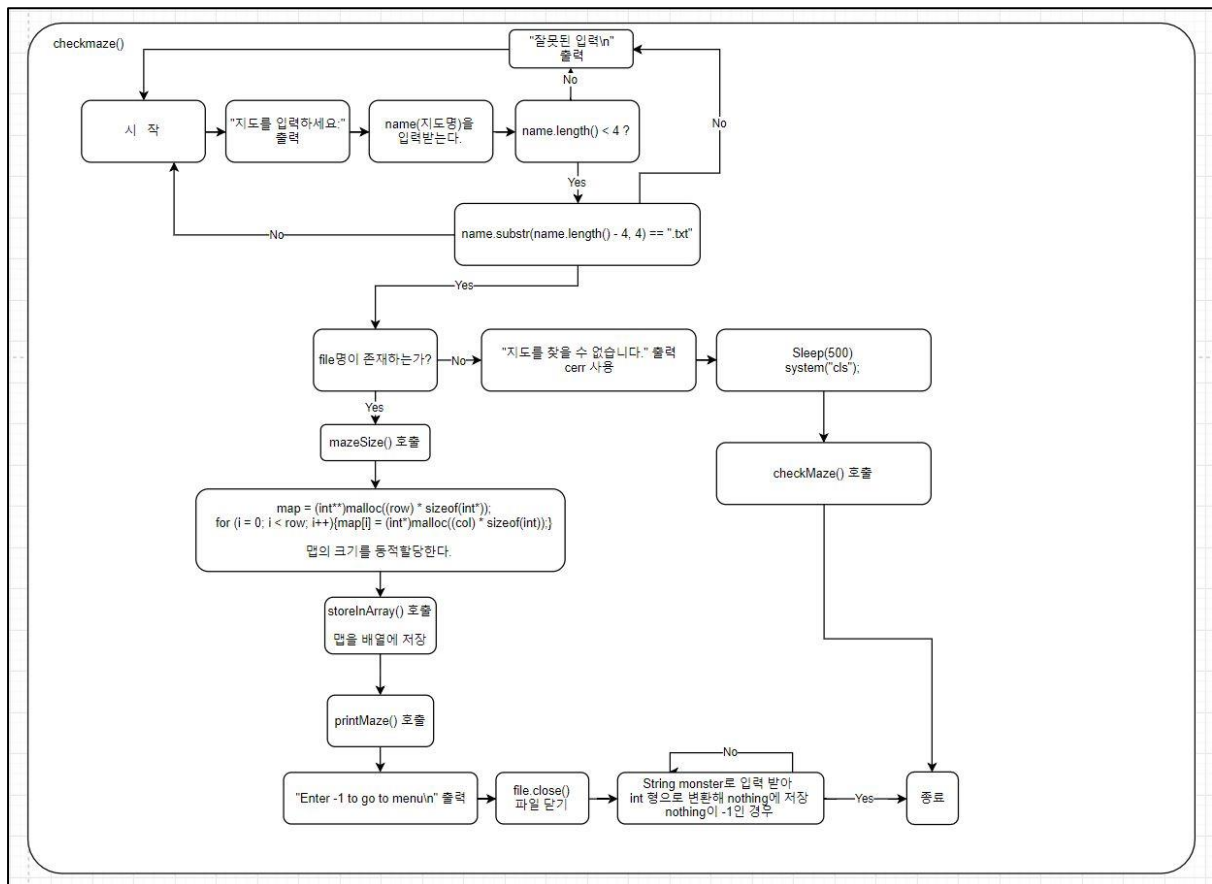 checkmaze()
"잘못된 입력\n"
출력
No
시 작
"지도를 입력하세요:"
출력
name(지도명)을
입력받는다.
name.length() < 4 ?
No
Yes
name.substr(name.length() - 4, 4) == ".txt"
No
Yes
file명이 존재하는가?
No
"지도를 찾을 수 없습니다." 출력
cerr 사용
Sleep(500)
system("cls");
Yes
mazeSize() 호출
checkMaze() 호출
map = (int**)malloc((row) * sizeof(int*));
for (i = 0; i < row; i++){map[i] = (int*)malloc((col) * sizeof(int));}
맵의 크기를 동적할당한다.
storeInArray() 호출
맵을 배열에 저장
printMaze() 호출
"Enter -1 to go to menu\n" 출력
file.close()
파일 닫기
No
String monster로 입력 받아
int 형으로 변환해 nothing에 저장
nothing이 -1인 경우
Yes
종료